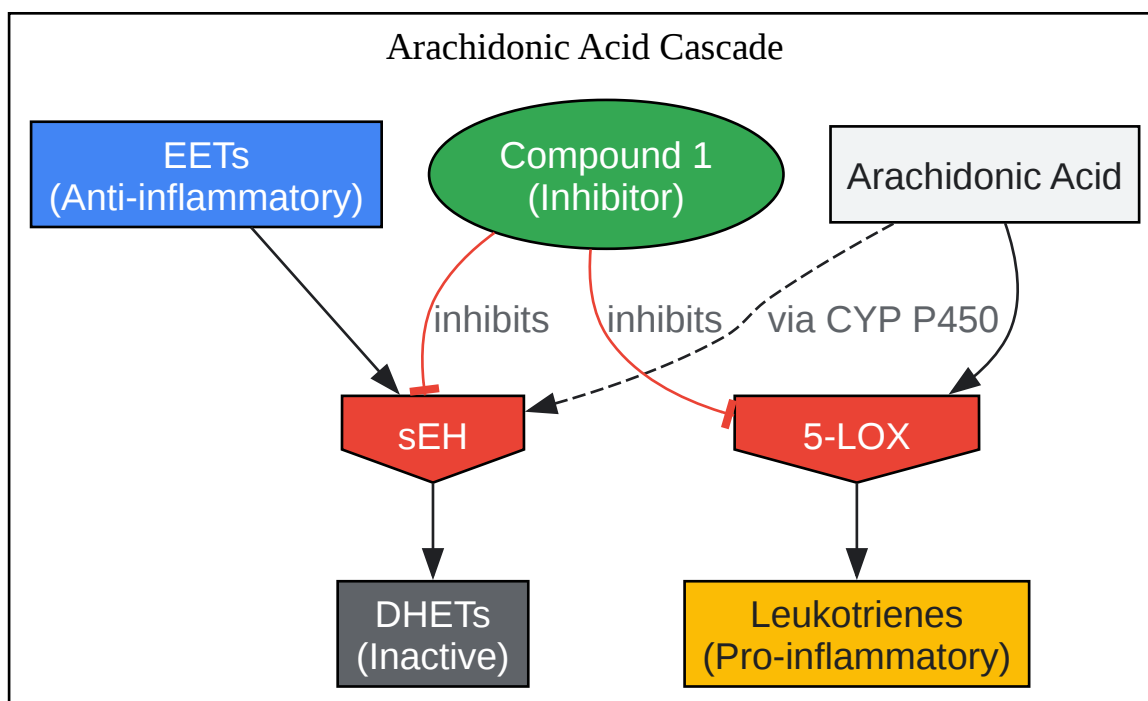 Arachidonic Acid Cascade
EETs
(Anti-inflammatory)
Compound 1
(Inhibitor)
Arachidonic Acid
inhibits
inhibits
via CYP P450
sEH
5-LOX
DHETs
(Inactive)
Leukotrienes
(Pro-inflammatory)